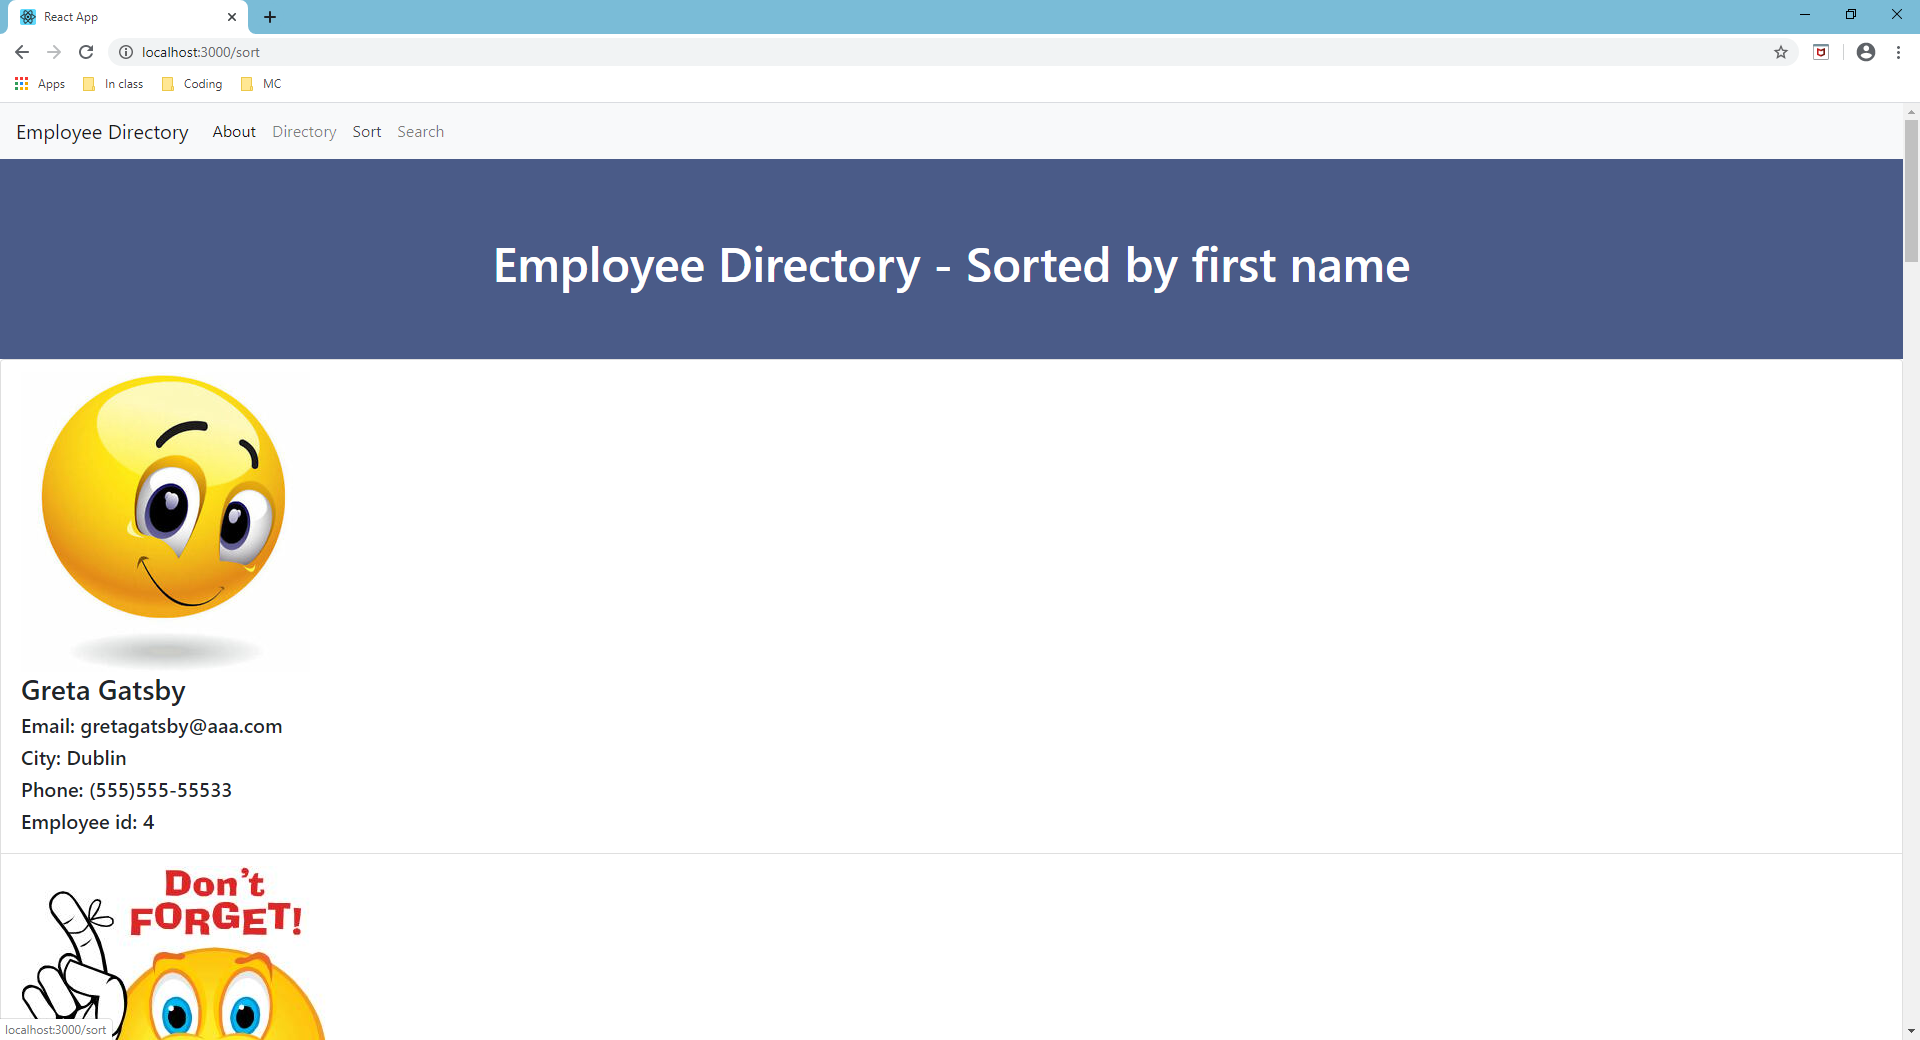 React App
localhost:3000/sort
Apps In class Coding MC
Employee Directory About Directory Sort Search
Employee Directory - Sorted by first name
Greta Gatsby
Email: gretagatsby@aaa.com
City: Dublin
Phone: (555)555-55533
Employee id: 4
Don't
FORGET!
localhost:3000/sort